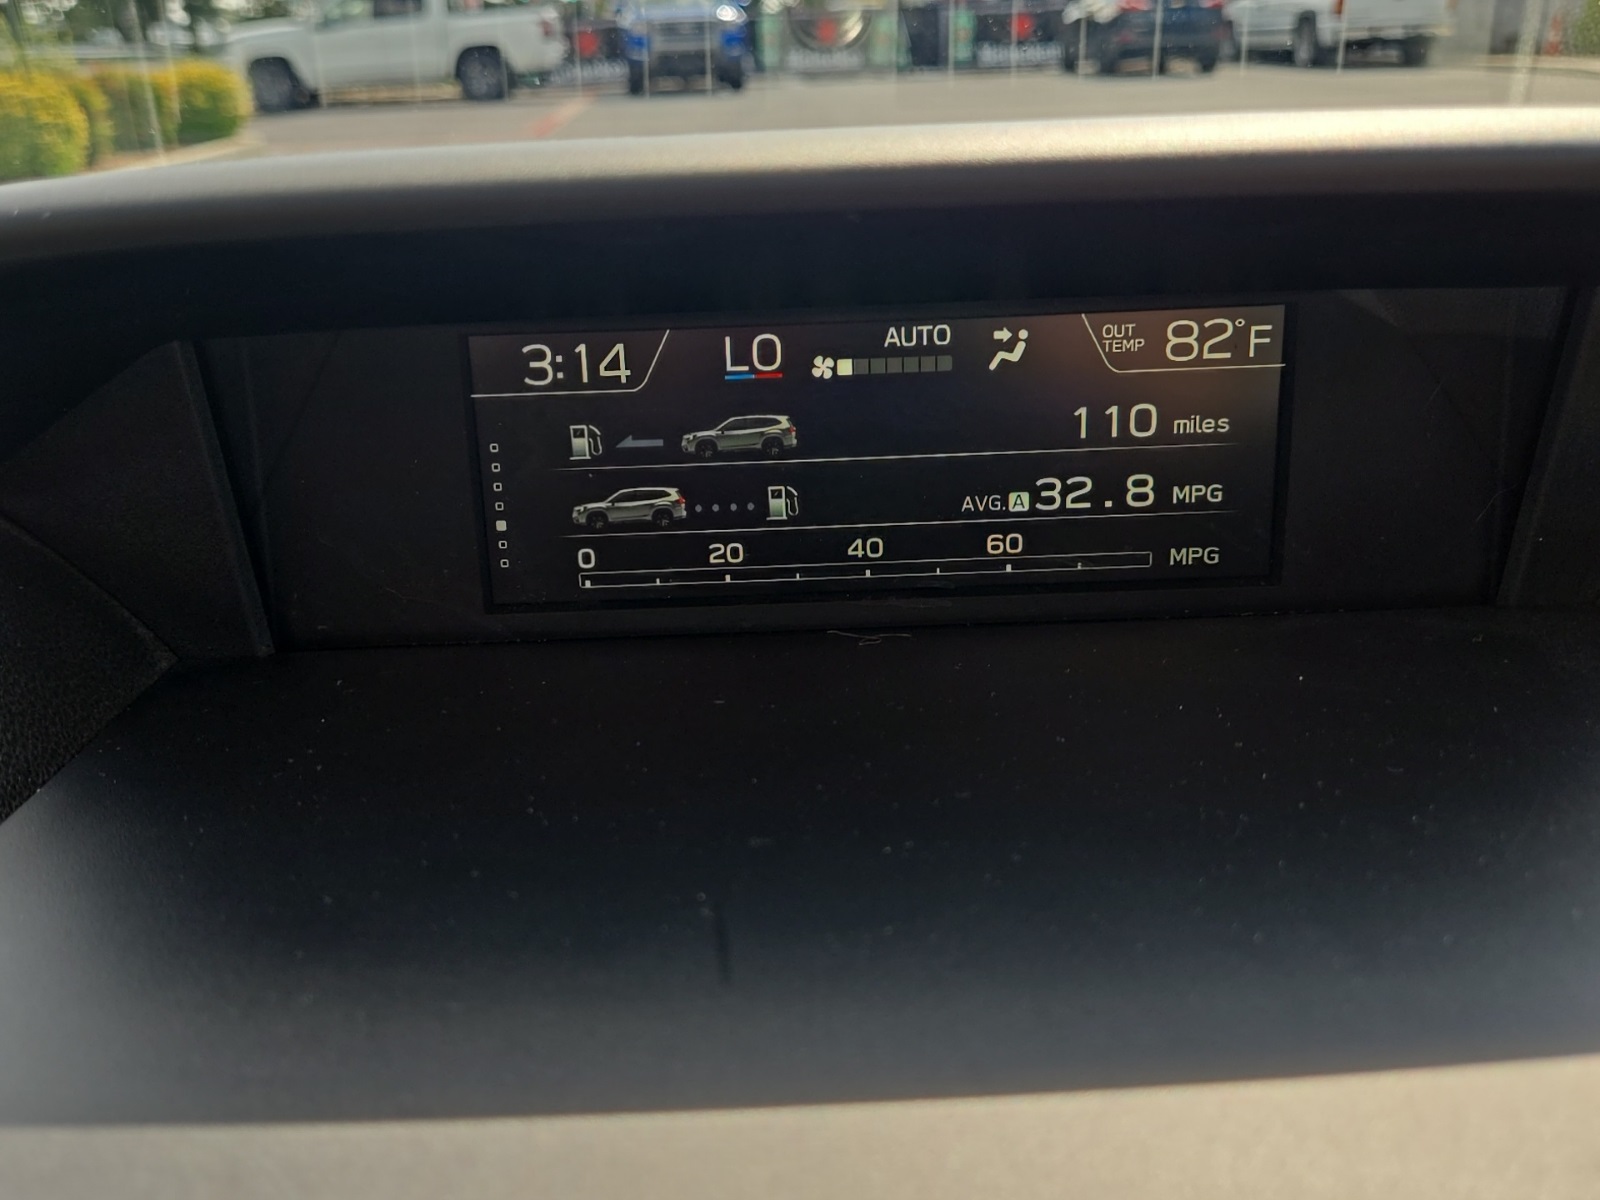 3:14 LO AUTO OUT TEMP 82°F
110 miles
AVG. A 32.8 MPG
0 20 40 60 MPG